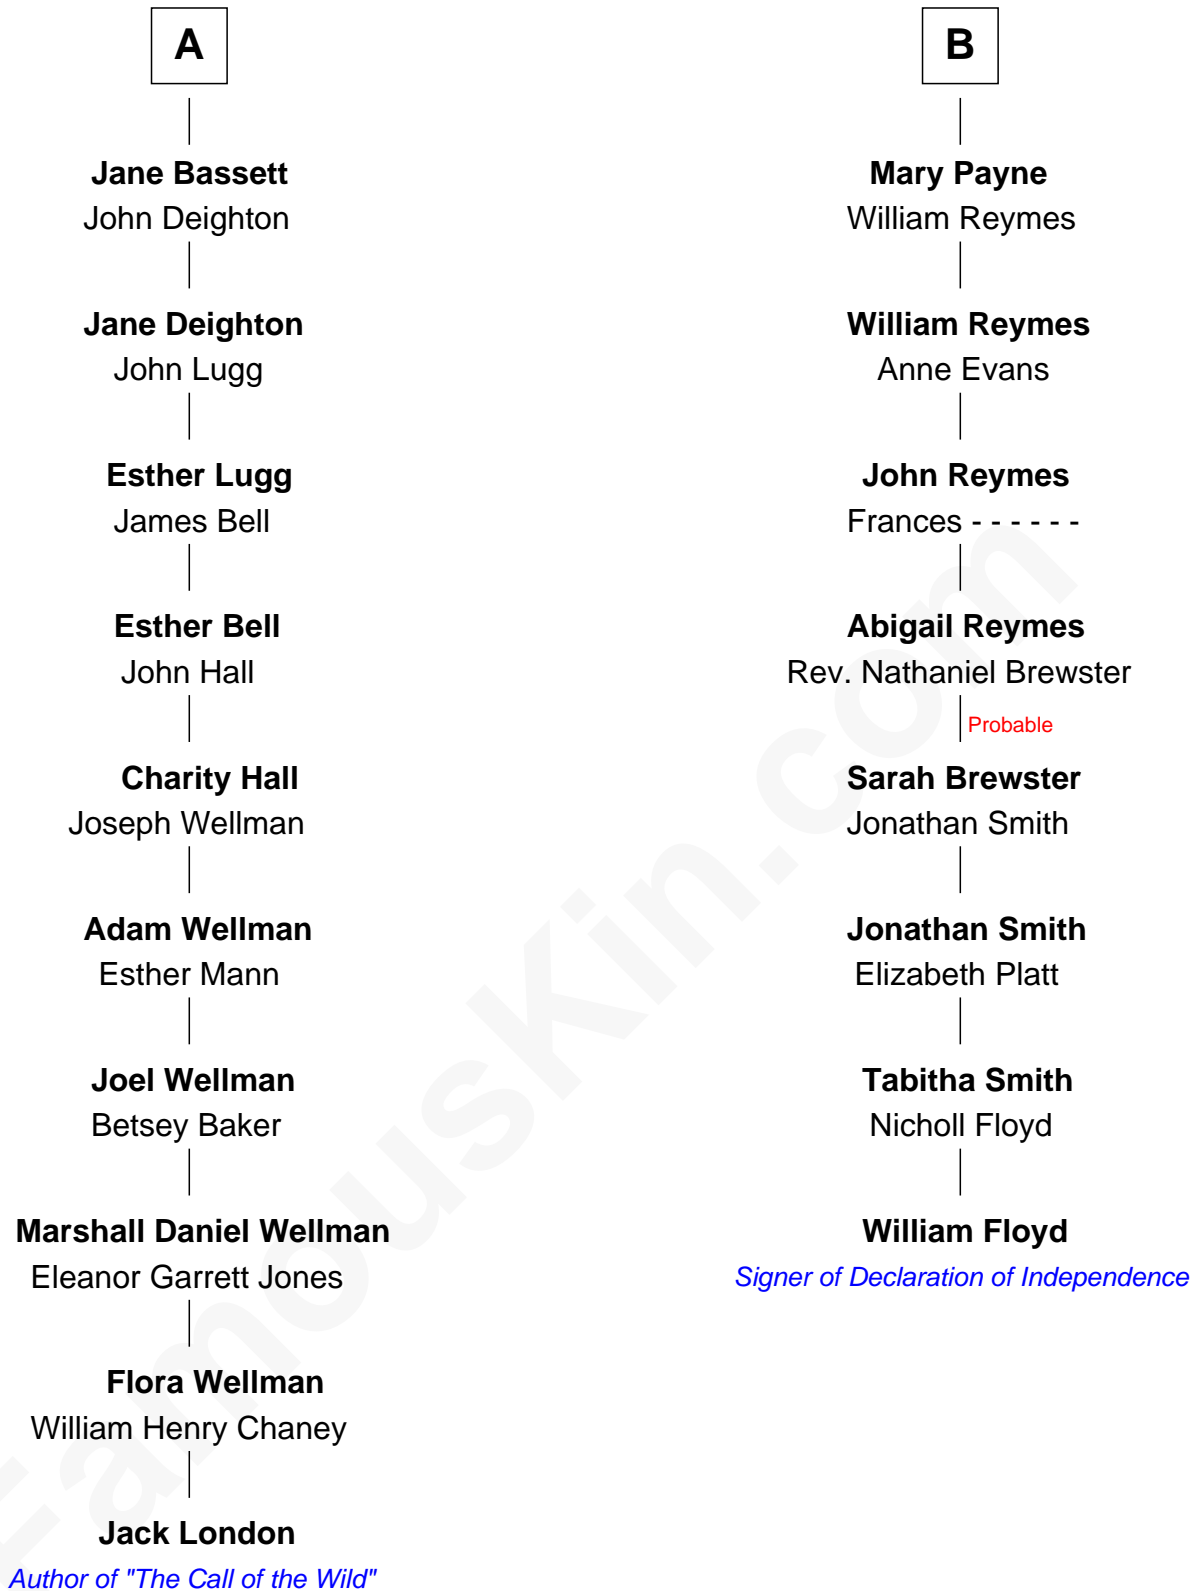 A
Jane Bassett
John Deighton
Jane Deighton
John Lugg
Esther Lugg
James Bell
Esther Bell
John Hall
Charity Hall
Joseph Wellman
Adam Wellman
Esther Mann
Joel Wellman
Betsey Baker
Marshall Daniel Wellman
Eleanor Garrett Jones
Flora Wellman
William Henry Chaney
Jack London
Author of "The Call of the Wild"
B
Mary Payne
William Reymes
William Reymes
Anne Evans
John Reymes
Frances - - - - - -
Abigail Reymes
Rev. Nathaniel Brewster
Probable
Sarah Brewster
Jonathan Smith
Jonathan Smith
Elizabeth Platt
Tabitha Smith
Nicholl Floyd
William Floyd
Signer of Declaration of Independence
FamousKin.com